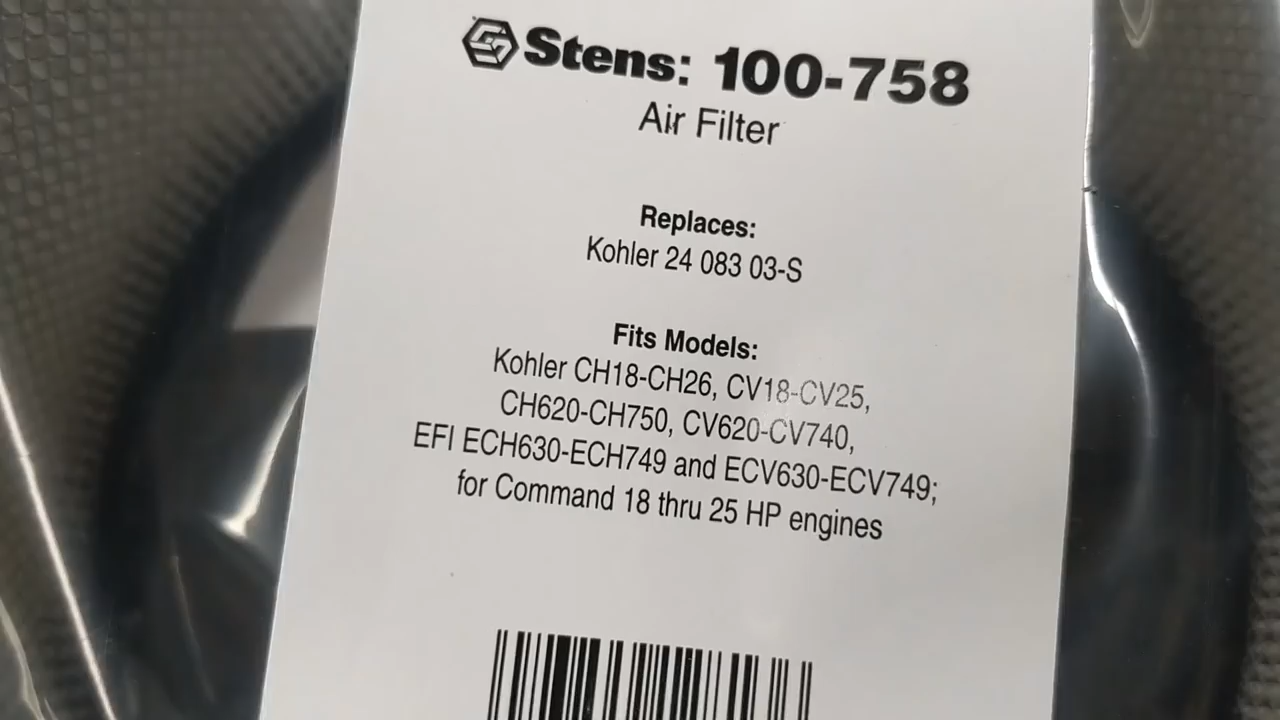 Stens: 100-758
Air Filter
Replaces:
Kohler 24 083 03-S
Fits Models:
Kohler CH18-CH26, CV18-CV25,
CH620-CH750, CV620-CV740,
EFI ECH630-ECH749 and ECV630-ECV749;
for Command 18 thru 25 HP engines